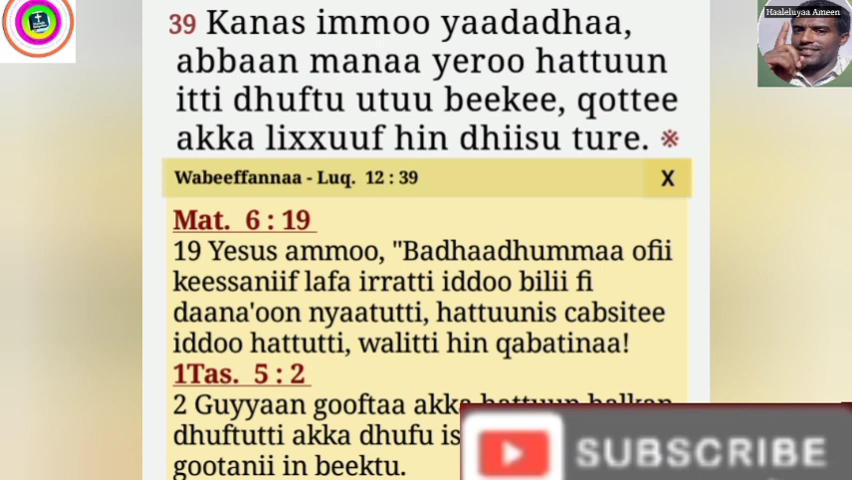 Haaleluyaa Ameen
39 Kanas immoo yaadadhaa,
abbaan manaa yeroo hattuun
itti dhuftu utuu beekee, qottee
akka lixxuuf hin dhiisu ture. ※
Wabeeffannaa - Luq. 12 : 39 X
Mat. 6 : 19
19 Yesus ammoo, "Badhaadhummaa ofii
keessaniif lafa irratti iddoo bilii fi
daana'oon nyaatutti, hattuunis cabsitee
iddoo hattutti, walitti hin qabatinaa!
1Tas. 5 : 2
2 Guyyaan gooftaa akka hattuun halkan
dhuftutti akka dhufu
gootanii in beektu.
SUBSCRIBE